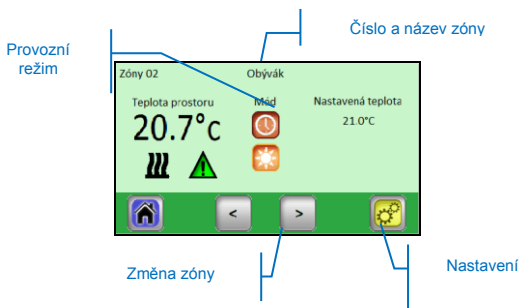 Číslo a název zóny
Provozní
režim
Zóny 02 Obývák
Teplota prostoru Mód Nastavená teplota
20.7°c 21.0°C
< >
Změna zóny
Nastavení